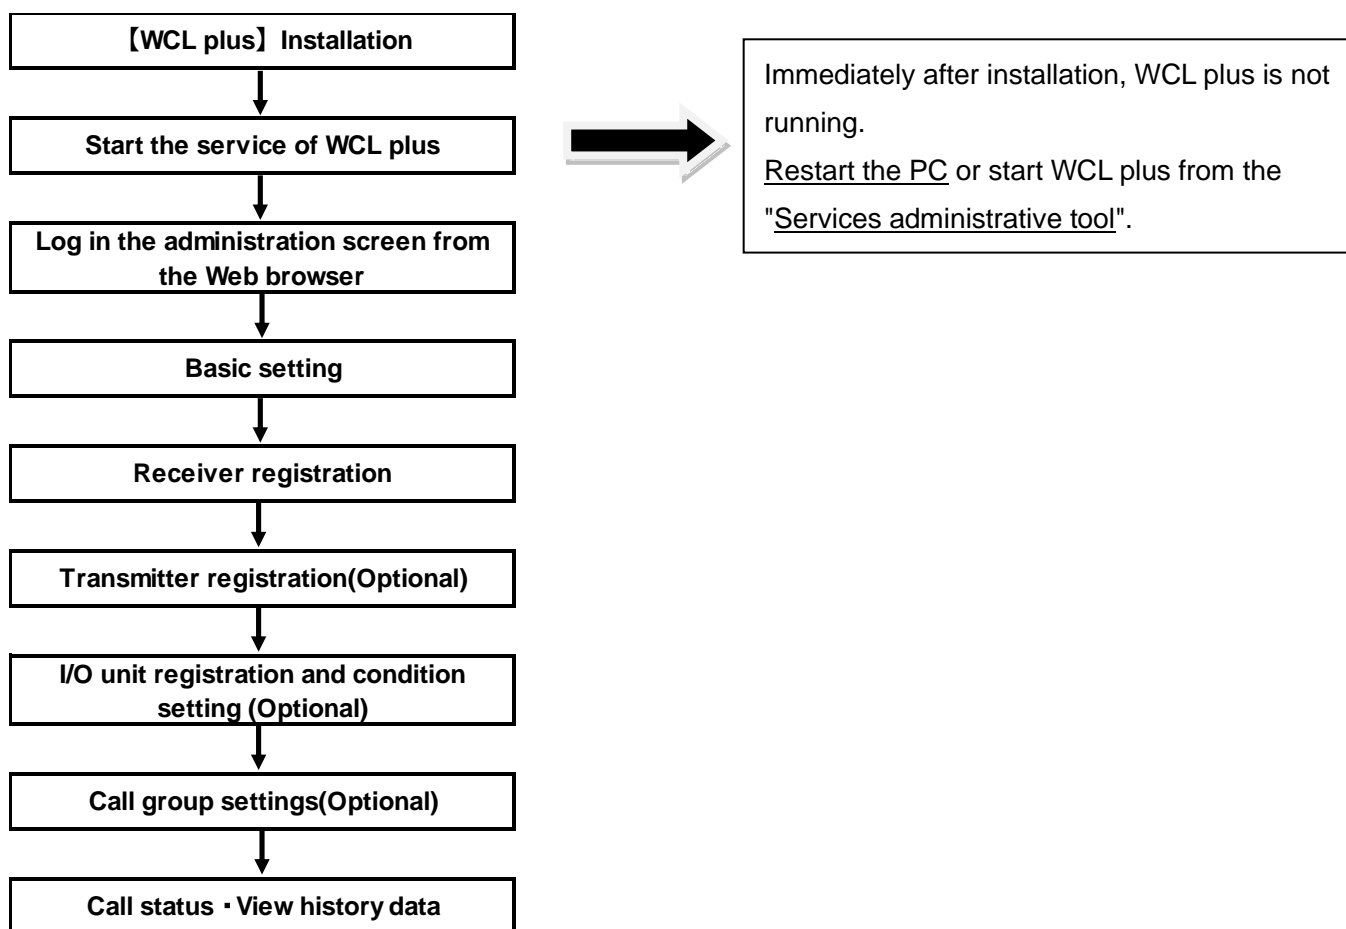 【WCL plus】Installation
Start the service of WCL plus
Log in the administration screen from
the Web browser
Basic setting
Receiver registration
Transmitter registration(Optional)
I/O unit registration and condition
setting (Optional)
Call group settings(Optional)
Call status・View history data
Immediately after installation, WCL plus is not
running.
Restart the PC or start WCL plus from the
"Services administrative tool".